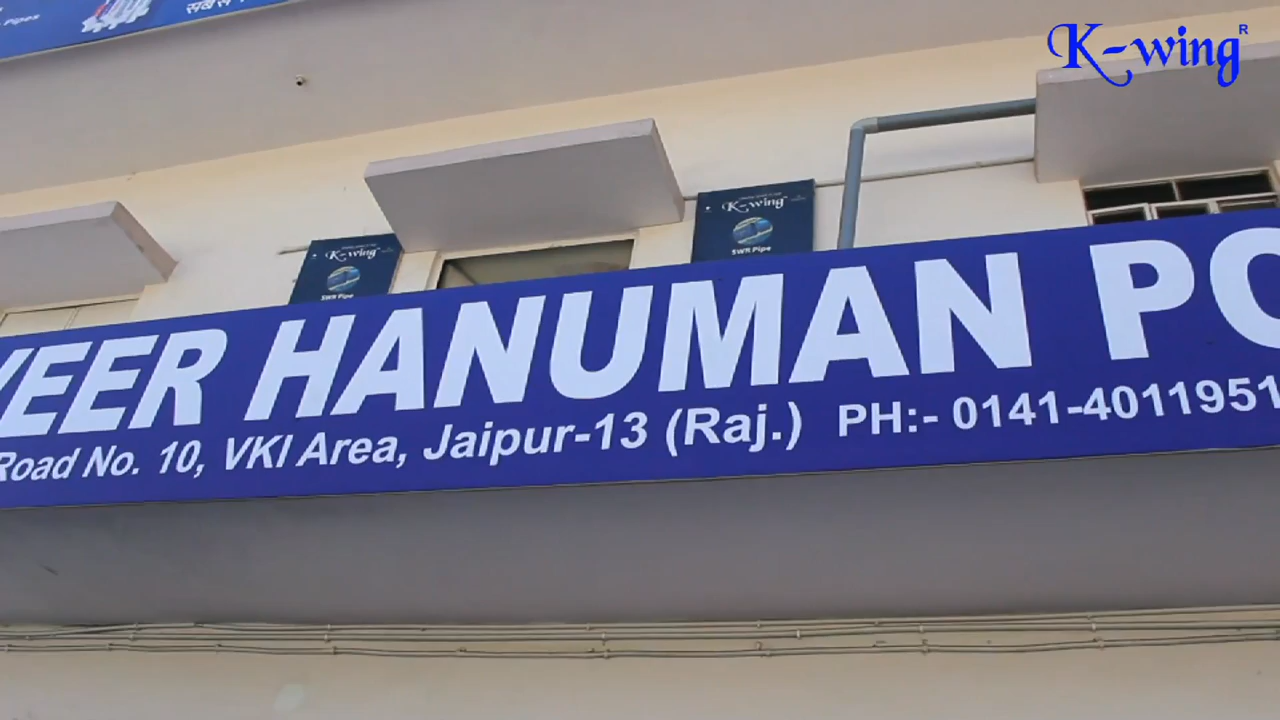 Pipes
K-wing®
K-wing
SWR Pipe
K-wing
SWR Pipe
VEER HANUMAN PO
Road No. 10, VKI Area, Jaipur-13 (Raj.) PH:- 0141-4011951